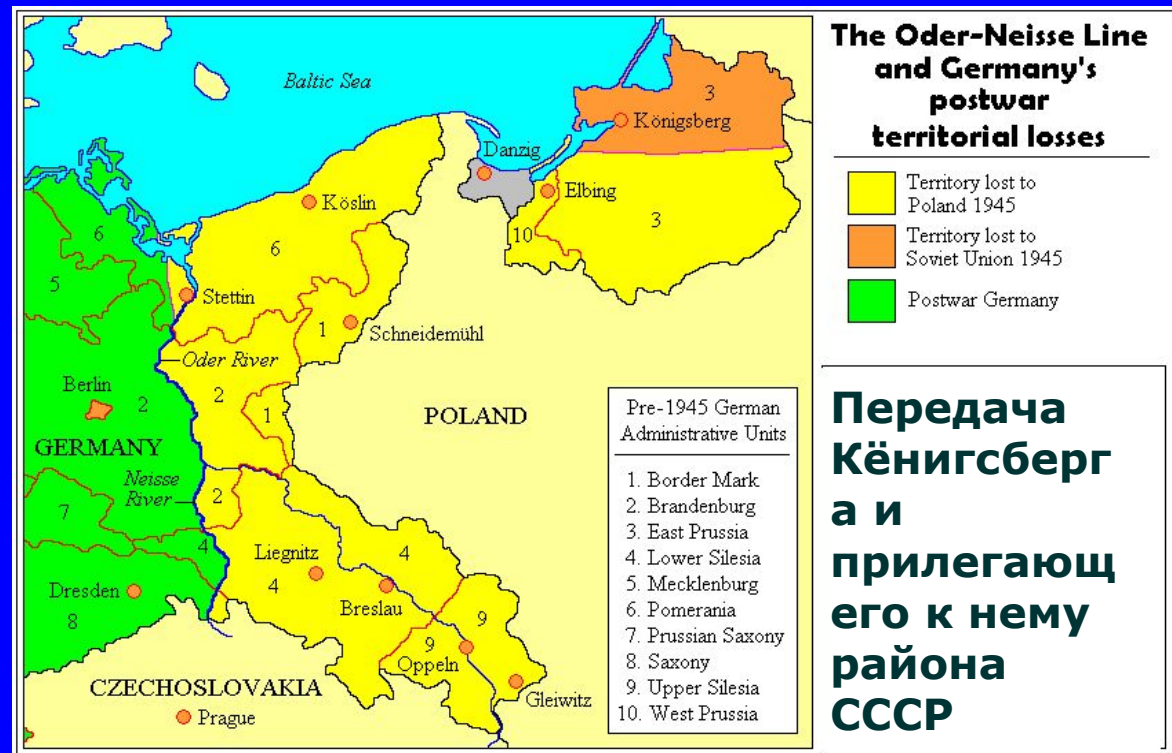 The Oder-Neisse Line
and Germany's
postwar
territorial losses
Territory lost to
Poland 1945
Territory lost to
Soviet Union 1945
Postwar Germany
Передача
Кёнигсберг
а и
прилегающ
его к нему
района
СССР
Baltic Sea
3
Königsberg
Danzig
Elbing
Köslin
6
6
10
3
5
Stettin
1
Schneidemühl
Oder River
Berlin
2
2
1
POLAND
GERMANY
Neisse
River
2
7
4
Liegnitz
4
4
Dresden
Breslau
9
8
9
Oppeln
Gleiwitz
CZECHOSLOVAKIA
Prague
Pre-1945 German
Administrative Units
1. Border Mark
2. Brandenburg
3. East Prussia
4. Lower Silesia
5. Mecklenburg
6. Pomerania
7. Prussian Saxony
8. Saxony
9. Upper Silesia
10. West Prussia